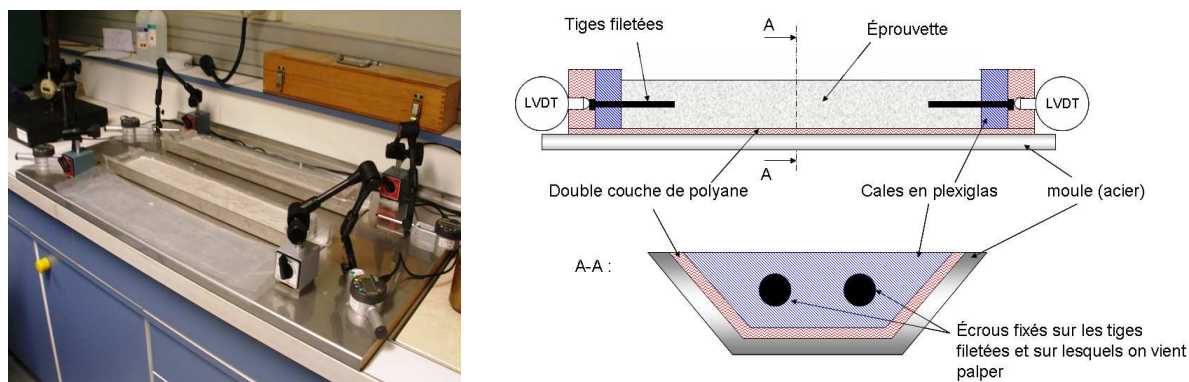 Tiges filetées
A
Éprouvette
LVDT
LVDT
A
Double couche de polyane
Cales en plexiglas
moule (acier)
A-A :
Écrous fixés sur les tiges
filetées et sur lesquels on vient
palper